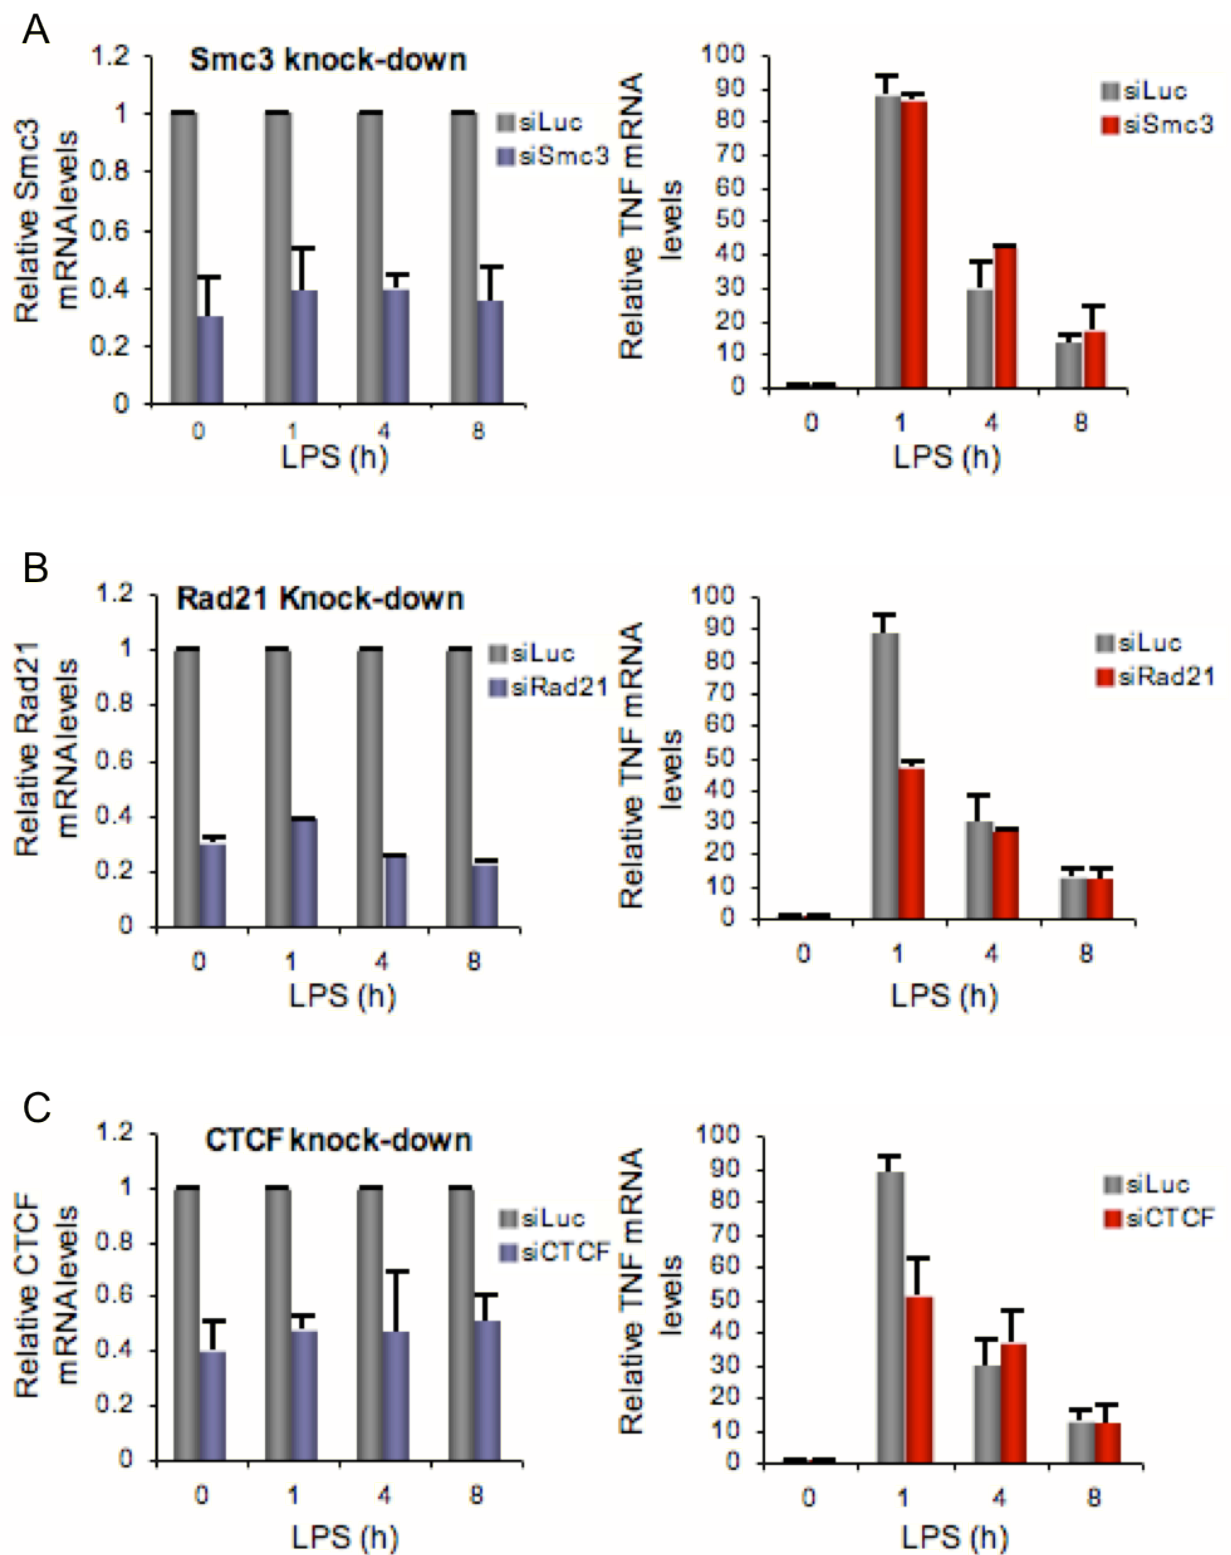 A
Smc3 knock-down
Relative Smc3
mRNA levels
1.2
1
0.8
0.6
0.4
0.2
0
siLuc
siSmc3
0 1 4 8
LPS (h)
Relative TNF mRNA
levels
100
90
80
70
60
50
40
30
20
10
0
siLuc
siSmc3
0 1 4 8
LPS (h)
B
Rad21 Knock-down
Relative Rad21
mRNA levels
1.2
1
0.8
0.6
0.4
0.2
0
siLuc
siRad21
0 1 4 8
LPS (h)
Relative TNF mRNA
levels
100
90
80
70
60
50
40
30
20
10
0
siLuc
siRad21
0 1 4 8
LPS (h)
C
CTCF knock-down
Relative CTCF
mRNA levels
1.2
1
0.8
0.6
0.4
0.2
0
siLuc
siCTCF
0 1 4 8
LPS (h)
Relative TNF mRNA
levels
100
90
80
70
60
50
40
30
20
10
0
siLuc
siCTCF
0 1 4 8
LPS (h)